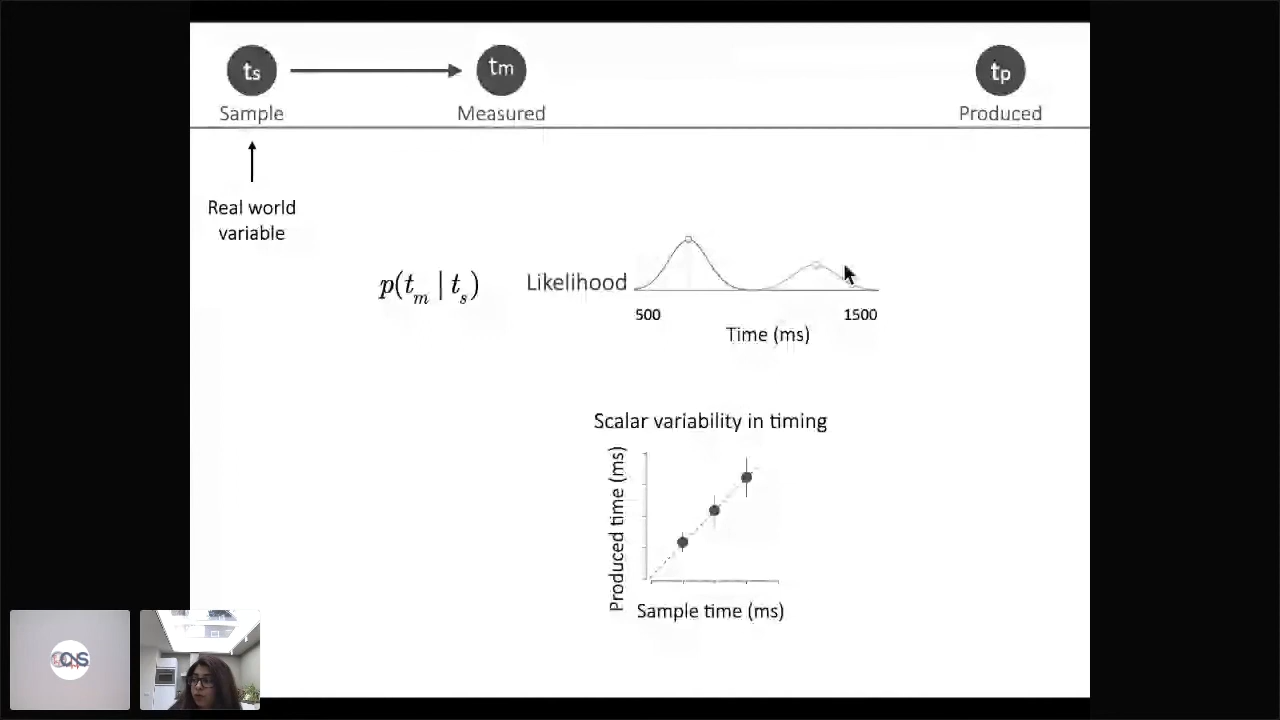 ts
tm
tp
Sample
Measured
Produced
Real world
variable
p(tm | ts)
Likelihood
500
1500
Time (ms)
Scalar variability in timing
Produced time (ms)
Sample time (ms)